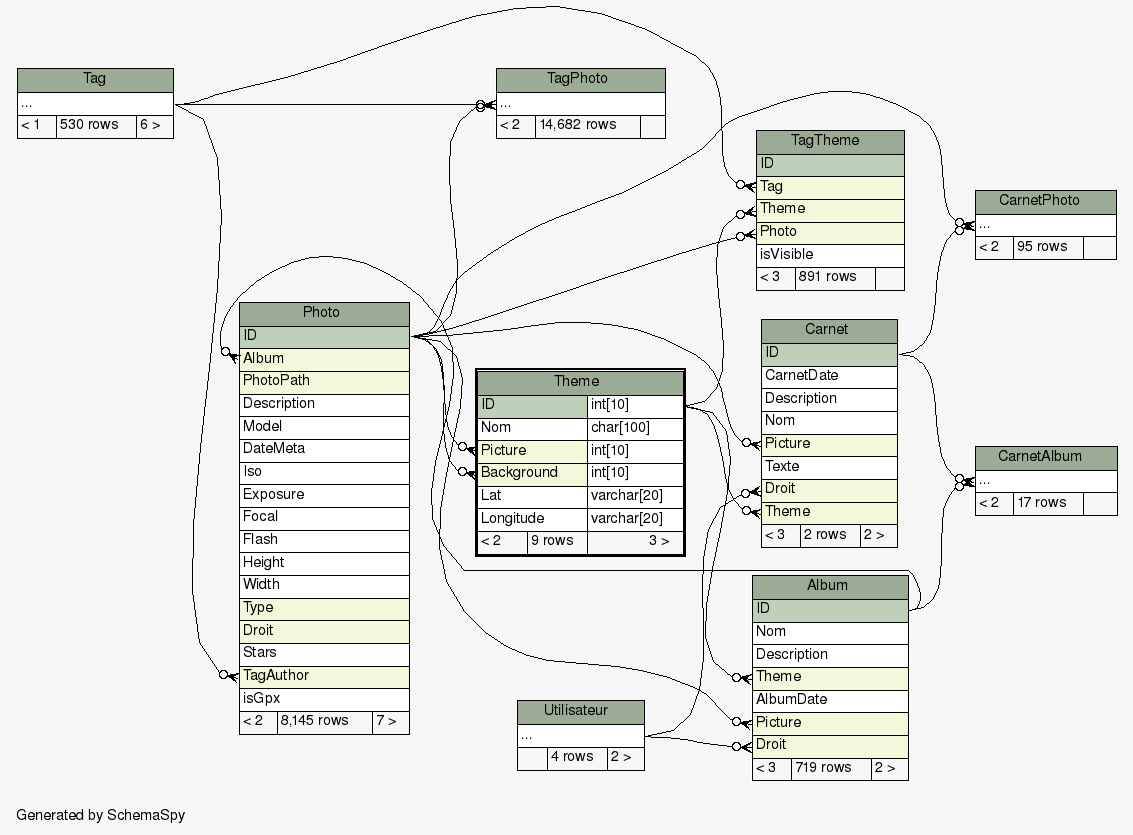 Tag
...
< 1 530 rows 6 >
TagPhoto
...
< 2 14,682 rows
TagTheme
ID
Tag
Theme
Photo
isVisible
< 3 891 rows
CarnetPhoto
...
< 2 95 rows
Photo
ID
Album
PhotoPath
Description
Model
DateMeta
Iso
Exposure
Focal
Flash
Height
Width
Type
Droit
Stars
TagAuthor
isGpx
< 2 8,145 rows 7 >
Theme
ID int[10]
Nom char[100]
Picture int[10]
Background int[10]
Lat varchar[20]
Longitude varchar[20]
< 2 9 rows 3 >
Carnet
ID
CarnetDate
Description
Nom
Picture
Texte
Droit
Theme
< 3 2 rows 2 >
CarnetAlbum
...
< 2 17 rows
Album
ID
Nom
Description
Theme
AlbumDate
Picture
Droit
< 3 719 rows 2 >
Utilisateur
...
4 rows 2 >
Generated by SchemaSpy